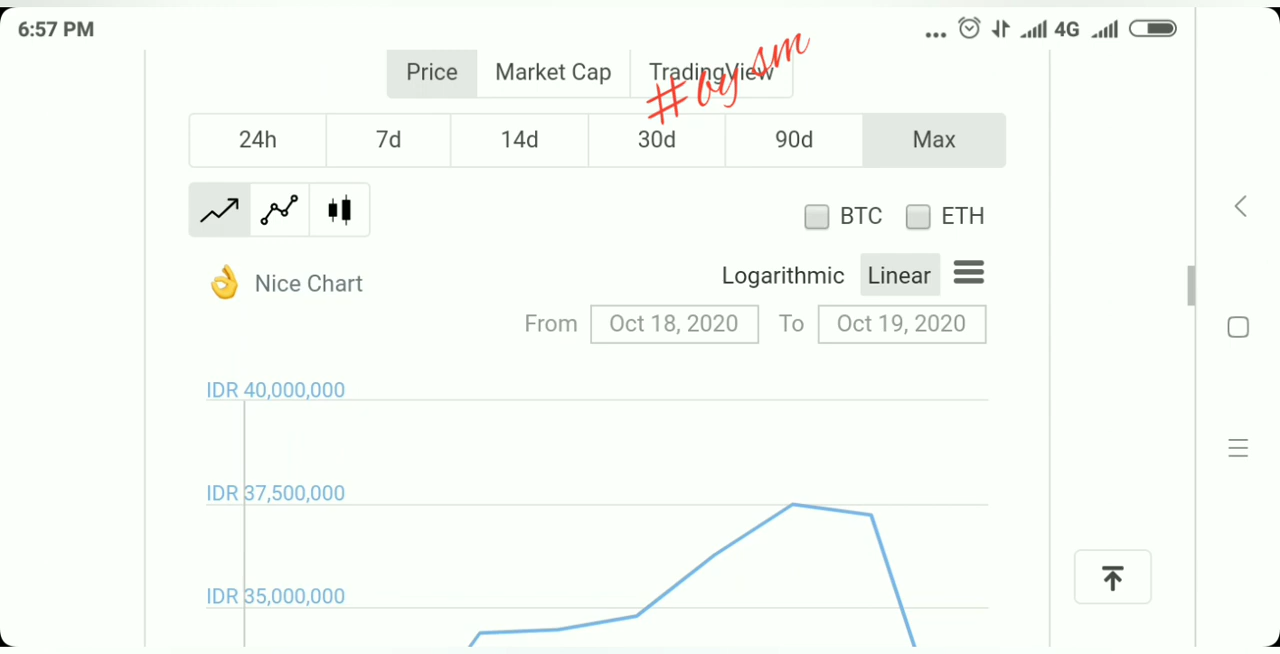 6:57 PM
4G
Price Market Cap TradingView
#by sm
24h 7d 14d 30d 90d Max
BTC ETH
Nice Chart
Logarithmic Linear
From Oct 18, 2020 To Oct 19, 2020
IDR 40,000,000
IDR 37,500,000
IDR 35,000,000